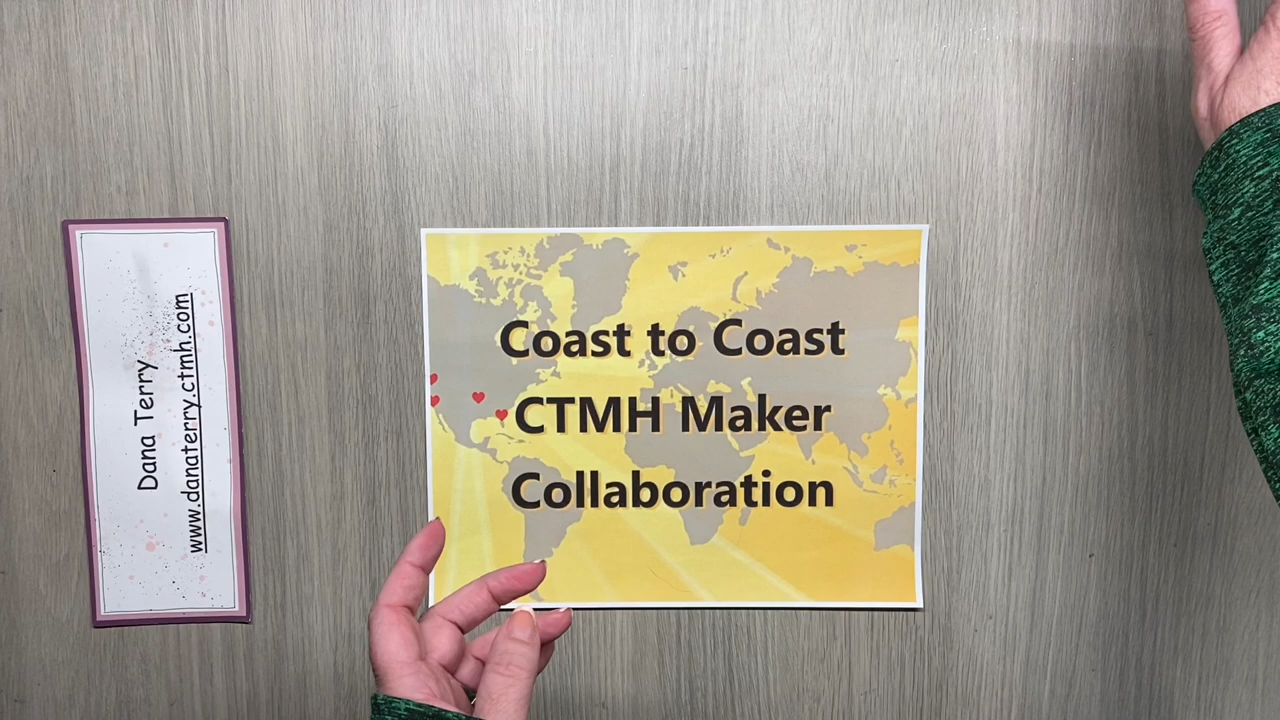 Dana Terry
www.danaterry.ctmh.com
Coast to Coast
CTMH Maker
Collaboration